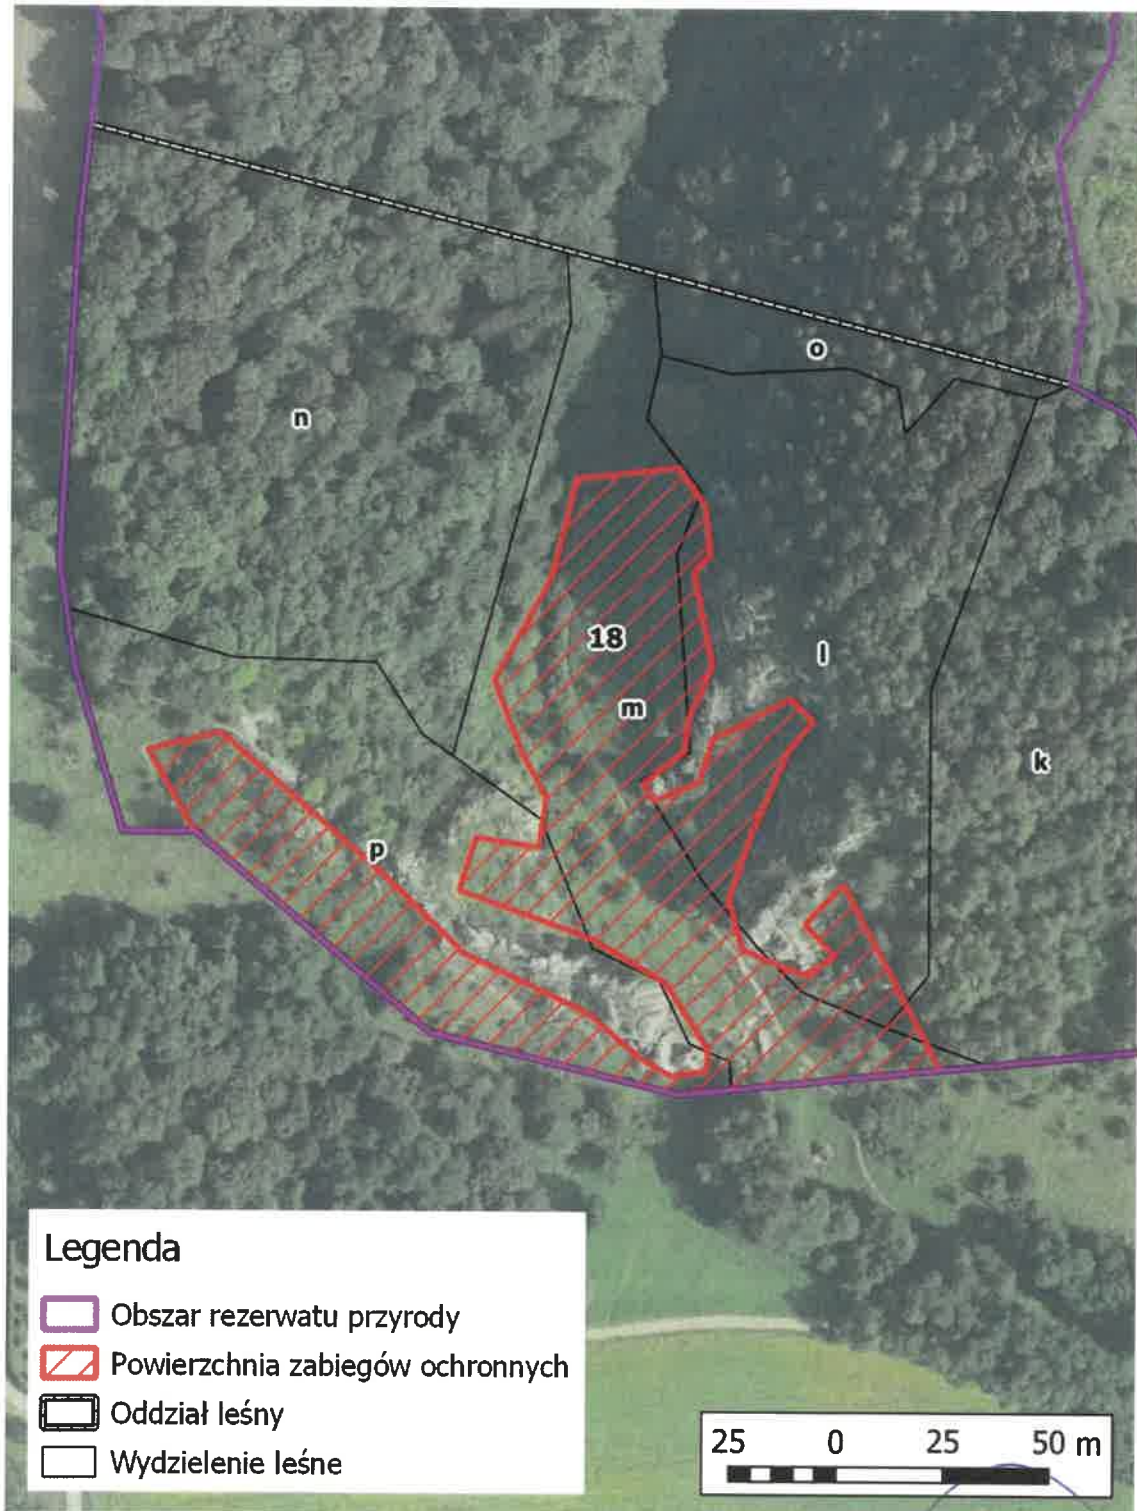 o
n
18
l
m
k
p
Legenda
Obszar rezerwatu przyrody
Powierzchnia zabiegów ochronnych
Oddział leśny
Wydzielenie leśne
25 0 25 50 m